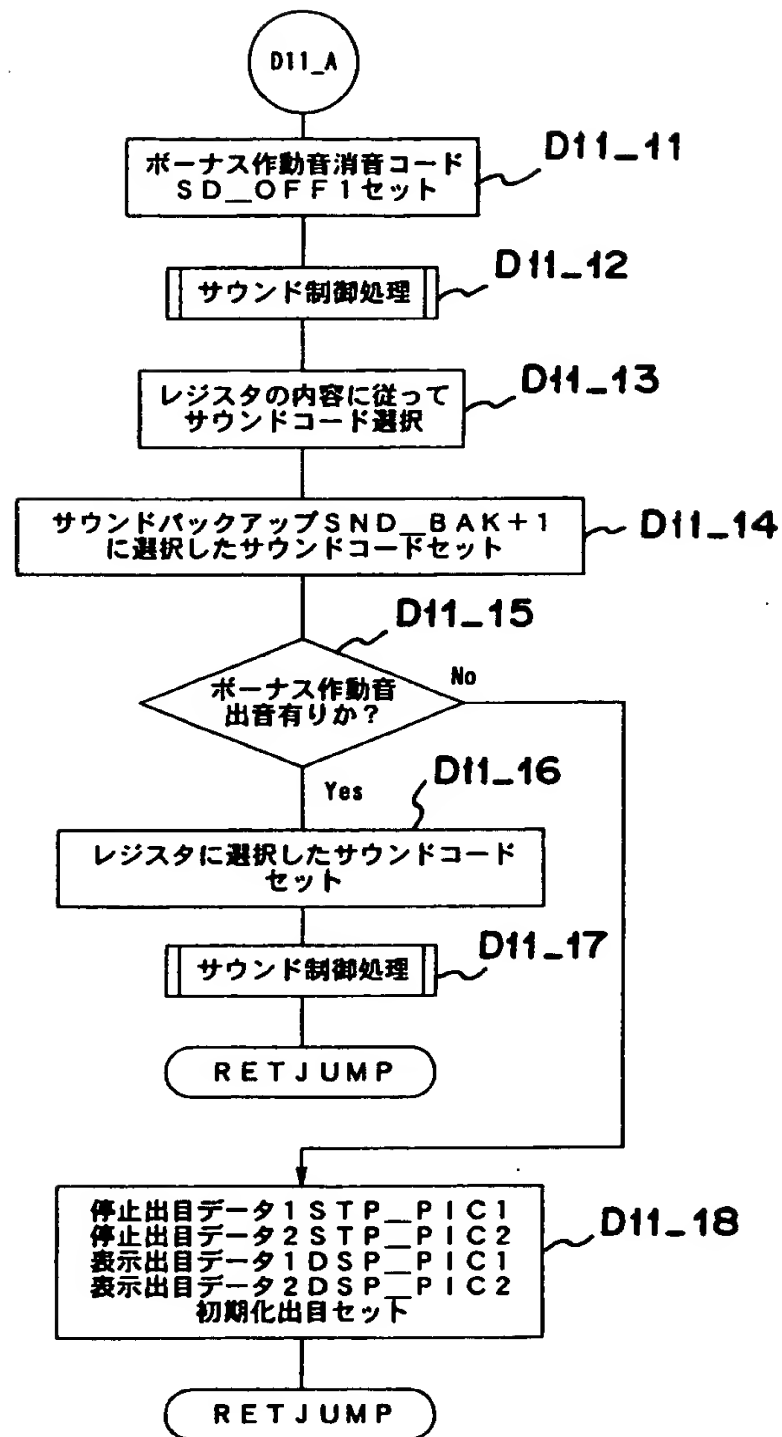 D11_A
ボーナス作動音消音コード
ＳＤ＿ＯＦＦ１セット
D11_11
サウンド制御処理
D11_12
レジスタの内容に従って
サウンドコード選択
D11_13
サウンドバックアップＳＮＤ＿ＢＡＫ＋１
に選択したサウンドコードセット
D11_14
D11_15
ボーナス作動音
出音有りか？
No
Yes
D11_16
レジスタに選択したサウンドコード
セット
サウンド制御処理
D11_17
ＲＥＴＪＵＭＰ
停止出目データ１ＳＴＰ＿ＰＩＣ１
停止出目データ２ＳＴＰ＿ＰＩＣ２
表示出目データ１ＤＳＰ＿ＰＩＣ１
表示出目データ２ＤＳＰ＿ＰＩＣ２
初期化出目セット
D11_18
ＲＥＴＪＵＭＰ